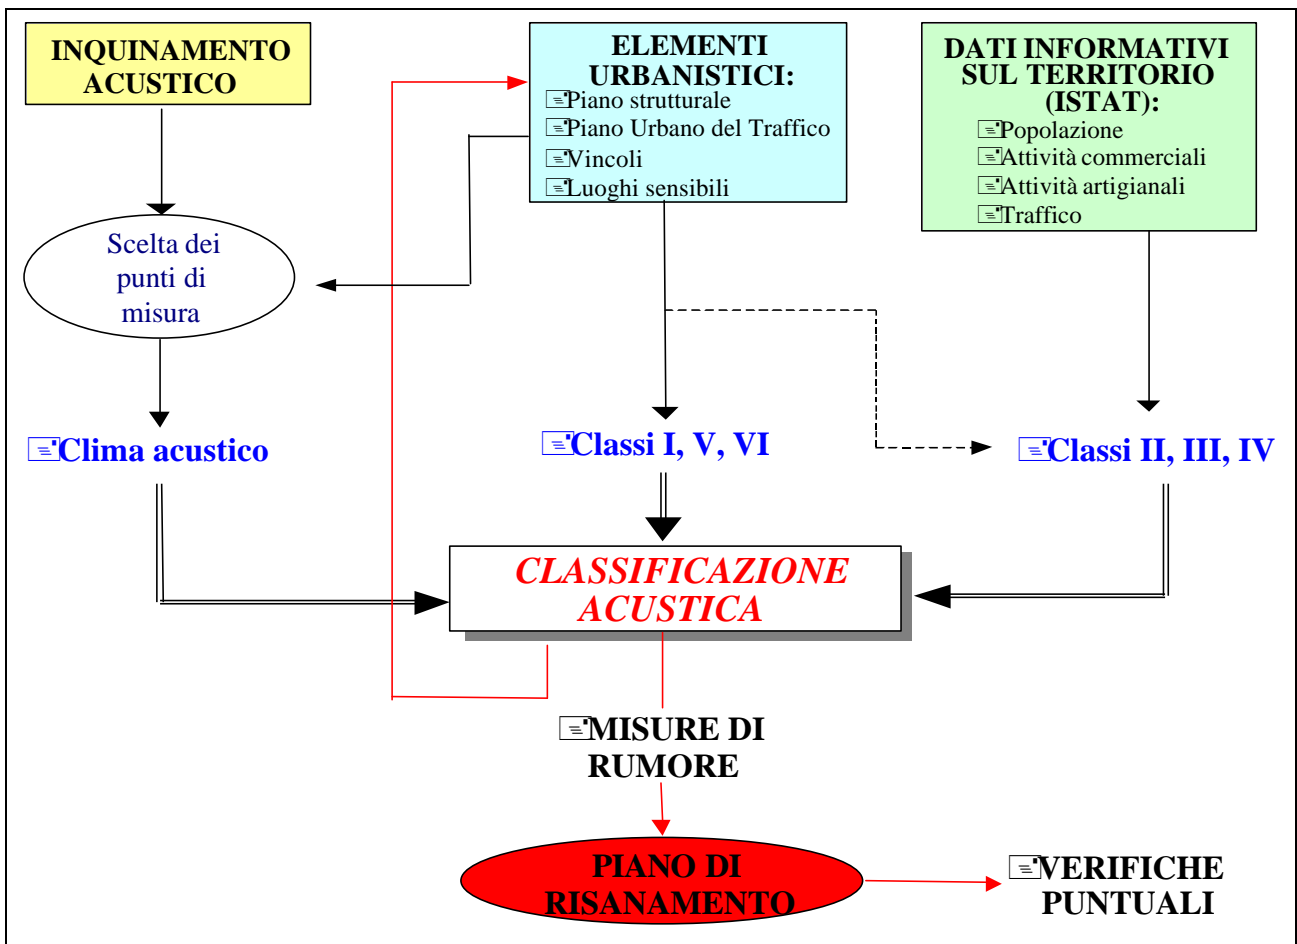 INQUINAMENTO
ACUSTICO
ELEMENTI
URBANISTICI:
Piano strutturale
Piano Urbano del Traffico
Vincoli
Luoghi sensibili
DATI INFORMATIVI
SUL TERRITORIO
(ISTAT):
Popolazione
Attività commerciali
Attività artigianali
Traffico
Scelta dei
punti di
misura
Clima acustico
Classi I, V, VI
Classi II, III, IV
CLASSIFICAZIONE
ACUSTICA
MISURE DI
RUMORE
PIANO DI
RISANAMENTO
VERIFICHE
PUNTUALI